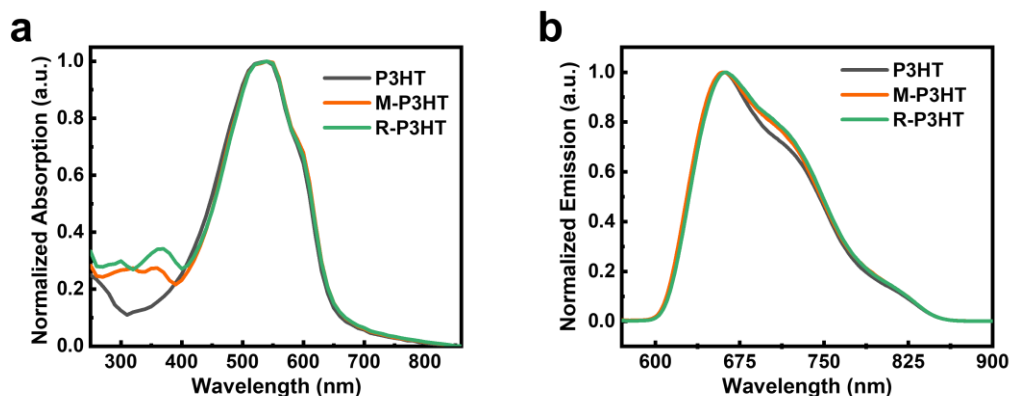 a
Normalized Absorption (a.u.)
1.0
0.8
0.6
0.4
0.2
0.0
P3HT
M-P3HT
R-P3HT
300 400 500 600 700 800
Wavelength (nm)
b
Normalized Emission (a.u.)
1.0
0.8
0.6
0.4
0.2
0.0
P3HT
M-P3HT
R-P3HT
600 675 750 825 900
Wavelength (nm)